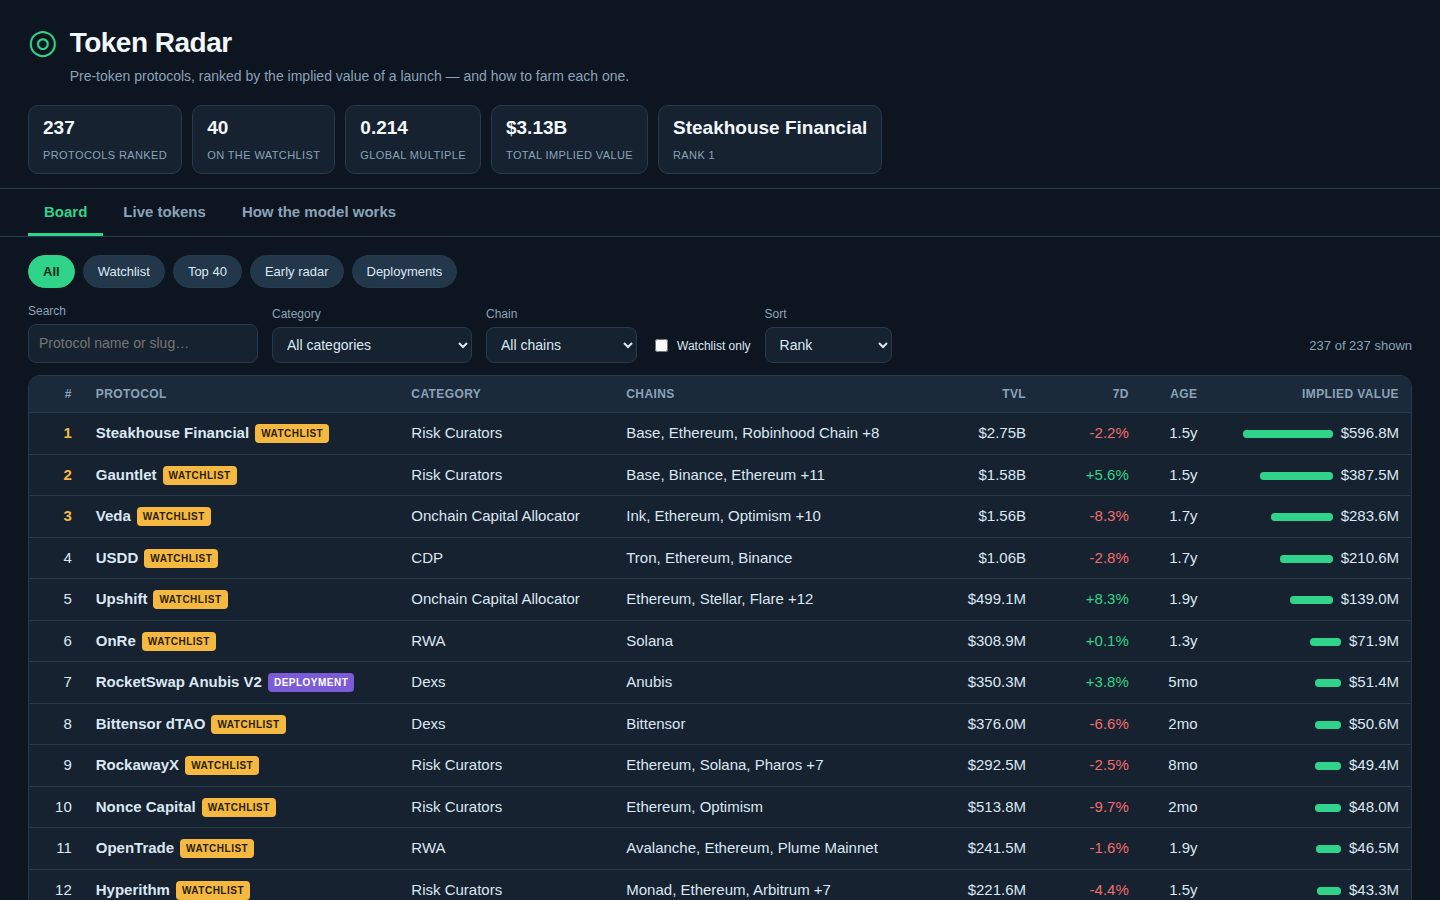 Token Radar
Pre-token protocols, ranked by the implied value of a launch — and how to farm each one.
237
PROTOCOLS RANKED
40
ON THE WATCHLIST
0.214
GLOBAL MULTIPLE
$3.13B
TOTAL IMPLIED VALUE
Steakhouse Financial
RANK 1
Board Live tokens How the model works
All Watchlist Top 40 Early radar Deployments
Search Category Chain Sort
Protocol name or slug… All categories All chains Watchlist only Rank 237 of 237 shown
# PROTOCOL CATEGORY CHAINS TVL 7D AGE IMPLIED VALUE
1 Steakhouse Financial WATCHLIST Risk Curators Base, Ethereum, Robinhood Chain +8 $2.75B -2.2% 1.5y $596.8M
2 Gauntlet WATCHLIST Risk Curators Base, Binance, Ethereum +11 $1.58B +5.6% 1.5y $387.5M
3 Veda WATCHLIST Onchain Capital Allocator Ink, Ethereum, Optimism +10 $1.56B -8.3% 1.7y $283.6M
4 USDD WATCHLIST CDP Tron, Ethereum, Binance $1.06B -2.8% 1.7y $210.6M
5 Upshift WATCHLIST Onchain Capital Allocator Ethereum, Stellar, Flare +12 $499.1M +8.3% 1.9y $139.0M
6 OnRe WATCHLIST RWA Solana $308.9M +0.1% 1.3y $71.9M
7 RocketSwap Anubis V2 DEPLOYMENT Dexs Anubis $350.3M +3.8% 5mo $51.4M
8 Bittensor dTAO WATCHLIST Dexs Bittensor $376.0M -6.6% 2mo $50.6M
9 RockawayX WATCHLIST Risk Curators Ethereum, Solana, Pharos +7 $292.5M -2.5% 8mo $49.4M
10 Nonce Capital WATCHLIST Risk Curators Ethereum, Optimism $513.8M -9.7% 2mo $48.0M
11 OpenTrade WATCHLIST RWA Avalanche, Ethereum, Plume Mainnet $241.5M -1.6% 1.9y $46.5M
12 Hyperithm WATCHLIST Risk Curators Monad, Ethereum, Arbitrum +7 $221.6M -4.4% 1.5y $43.3M